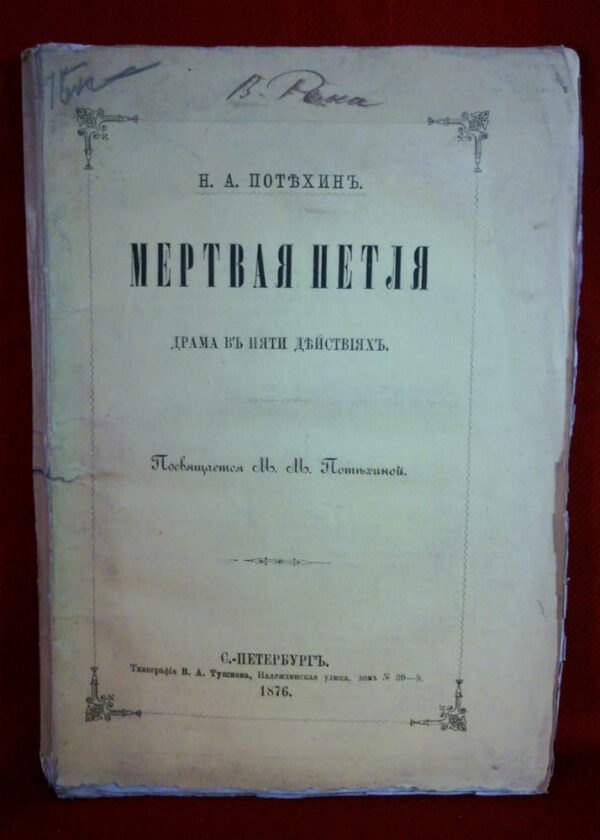 Н. А. ПОТѢХИНЪ.
МЕРТВАЯ ПЕТЛЯ
ДРАМА ВЪ ПЯТИ ДѢЙСТВІЯХЪ.
Посвящается М. М. Потѣхиной.
С.-ПЕТЕРБУРГЪ.
Типографія В. А. Тушнова, Надеждинская улица, домъ № 39—5.
1876.